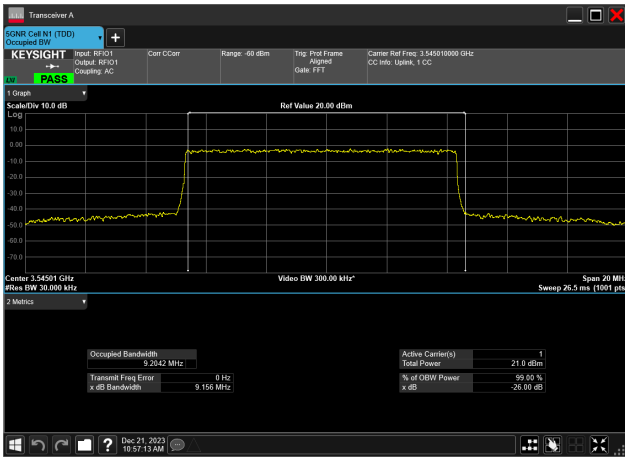 Transceiver A
5GNR Cell N1 (TDD)
Occupied BW
KEYSIGHT
LNI
PASS
Input: RFIO1
Output: RFIO1
Coupling: AC
Corr CCorr
Range: -60 dBm
Trig: Prot Frame
Aligned
Gate: FFT
Carrier Ref Freq: 3.545010000 GHz
CC Info: Uplink, 1 CC
1 Graph
Scale/Div 10.0 dB
Ref Value 20.00 dBm
Log
10.0
0.00
-10.0
-20.0
-30.0
-40.0
-50.0
-60.0
-70.0
Center 3.54501 GHz
Video BW 300.00 kHz*
Span 20 MHz
#Res BW 30.000 kHz
Sweep 26.5 ms (1001 pts
2 Metrics
Occupied Bandwidth
9.2042 MHz
Transmit Freq Error 0 Hz
x dB Bandwidth 9.156 MHz
Active Carrier(s) 1
Total Power 21.0 dBm
% of OBW Power 99.00 %
x dB -26.00 dB
?
Dec 21, 2023
10:57:13 AM